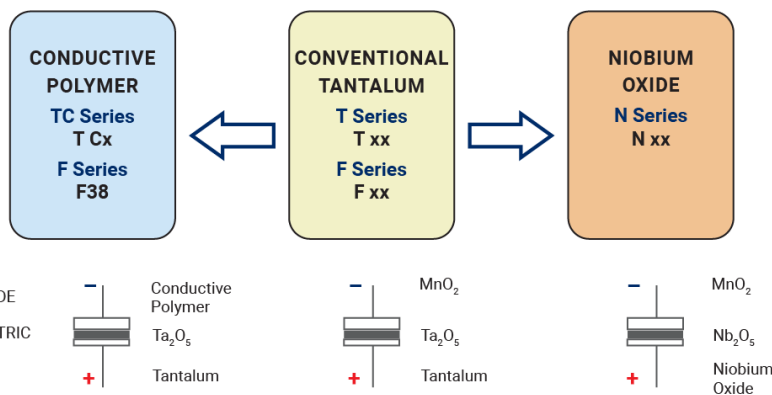 CONDUCTIVE
POLYMER
TC Series
T Cx
F Series
F38
CONVENTIONAL
TANTALUM
T Series
T xx
F Series
F xx
NIOBIUM
OXIDE
N Series
N xx
DE
TRIC
–
Conductive
Polymer
Ta₂O₅
+
Tantalum
–
MnO₂
Ta₂O₅
+
Tantalum
–
MnO₂
Nb₂O₅
+
Niobium
Oxide